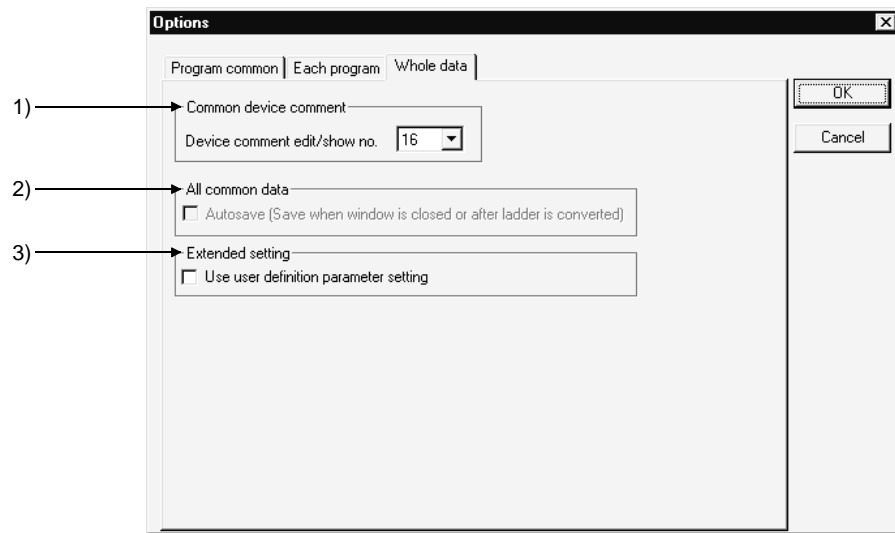 Options
Program common Each program Whole data
OK
Cancel
1)
Common device comment
Device comment edit/show no. 16
2)
All common data
Autosave (Save when window is closed or after ladder is converted)
3)
Extended setting
Use user definition parameter setting